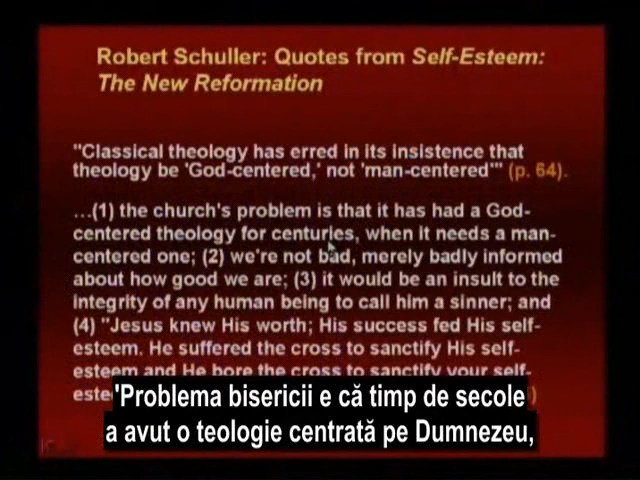 Robert Schuller: Quotes from Self-Esteem:
The New Reformation
"Classical theology has erred in its insistence that
theology be 'God-centered,' not 'man-centered'" (p. 64).
...(1) the church's problem is that it has had a God-
centered theology for centuries, when it needs a man-
centered one; (2) we're not bad, merely badly informed
about how good we are; (3) it would be an insult to the
integrity of any human being to call him a sinner; and
(4) "Jesus knew His worth; His success fed His self-
esteem. He suffered the cross to sanctify His self-
esteem and He bore the cross to sanctify your self-
'Problema bisericii e că timp de secole
a avut o teologie centrată pe Dumnezeu,